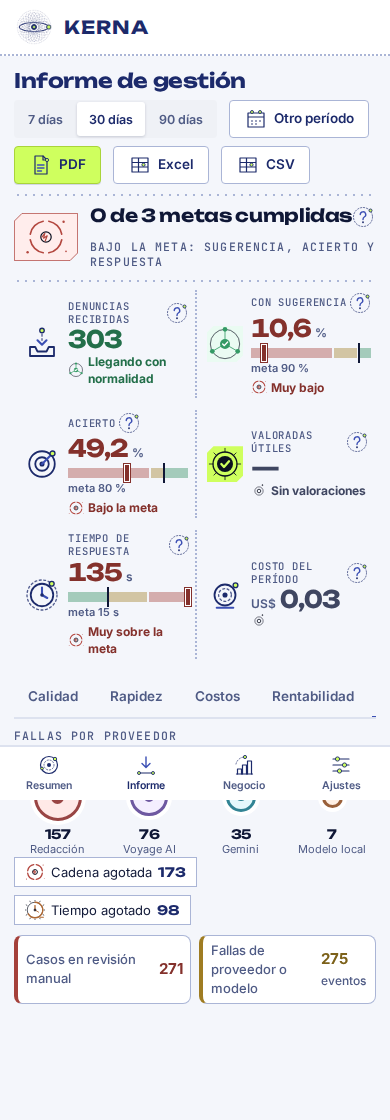 KERNA
Informe de gestión
7 días 30 días 90 días Otro período
PDF Excel CSV
0 de 3 metas cumplidas ?
BAJO LA META: SUGERENCIA, ACIERTO Y
RESPUESTA
DENUNCIAS
RECIBIDAS ?
303
Llegando con
normalidad
CON SUGERENCIA ?
10,6 %
meta 90 %
Muy bajo
ACIERTO ?
49,2 %
meta 80 %
Bajo la meta
VALORADAS
ÚTILES ?
—
Sin valoraciones
TIEMPO DE
RESPUESTA ?
135 s
meta 15 s
Muy sobre la
meta
COSTO DEL
PERÍODO ?
US$ 0,03
Calidad Rapidez Costos Rentabilidad
FALLAS POR PROVEEDOR
Resumen Informe Negocio Ajustes
157 76 35 7
Redacción Voyage AI Gemini Modelo local
Cadena agotada 173
Tiempo agotado 98
Casos en revisión
manual
271
Fallas de
proveedor o
modelo
275
eventos